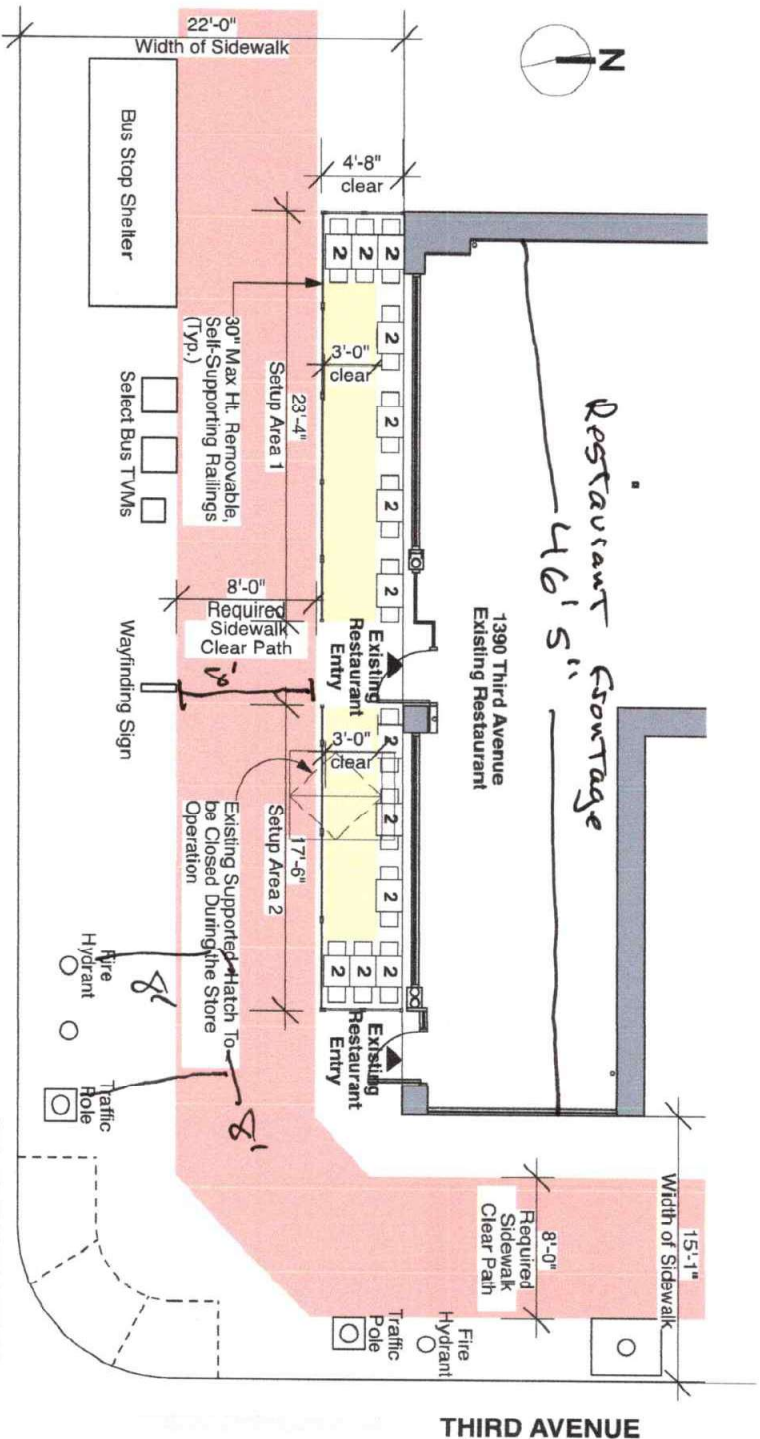 22'-0"
Width of Sidewalk
N
Bus Stop Shelter
4'-8"
clear
2
2
2
2
2
2
2
30" Max Ht. Removable,
Self-Supporting Railings
(Typ.)
3'-0"
clear
23'-4"
Setup Area 1
Select Bus TVMs
8'-0"
Required
Sidewalk
Clear Path
Existing
Restaurant
Entry
Restaurant frontage
46' 5"
1390 Third Avenue
Existing Restaurant
Wayfinding Sign
3'-0"
clear
2
2
2
2
2
2
17'-6"
Setup Area 2
Existing Supported Hatch To
be Closed During the Store
Operation
Existing
Restaurant
Entry
Fire
Hydrant
8'
Traffic
Pole
8'
15'-1"
Width of Sidewalk
8'-0"
Required
Sidewalk
Clear Path
Fire
Hydrant
Traffic
Pole
THIRD AVENUE